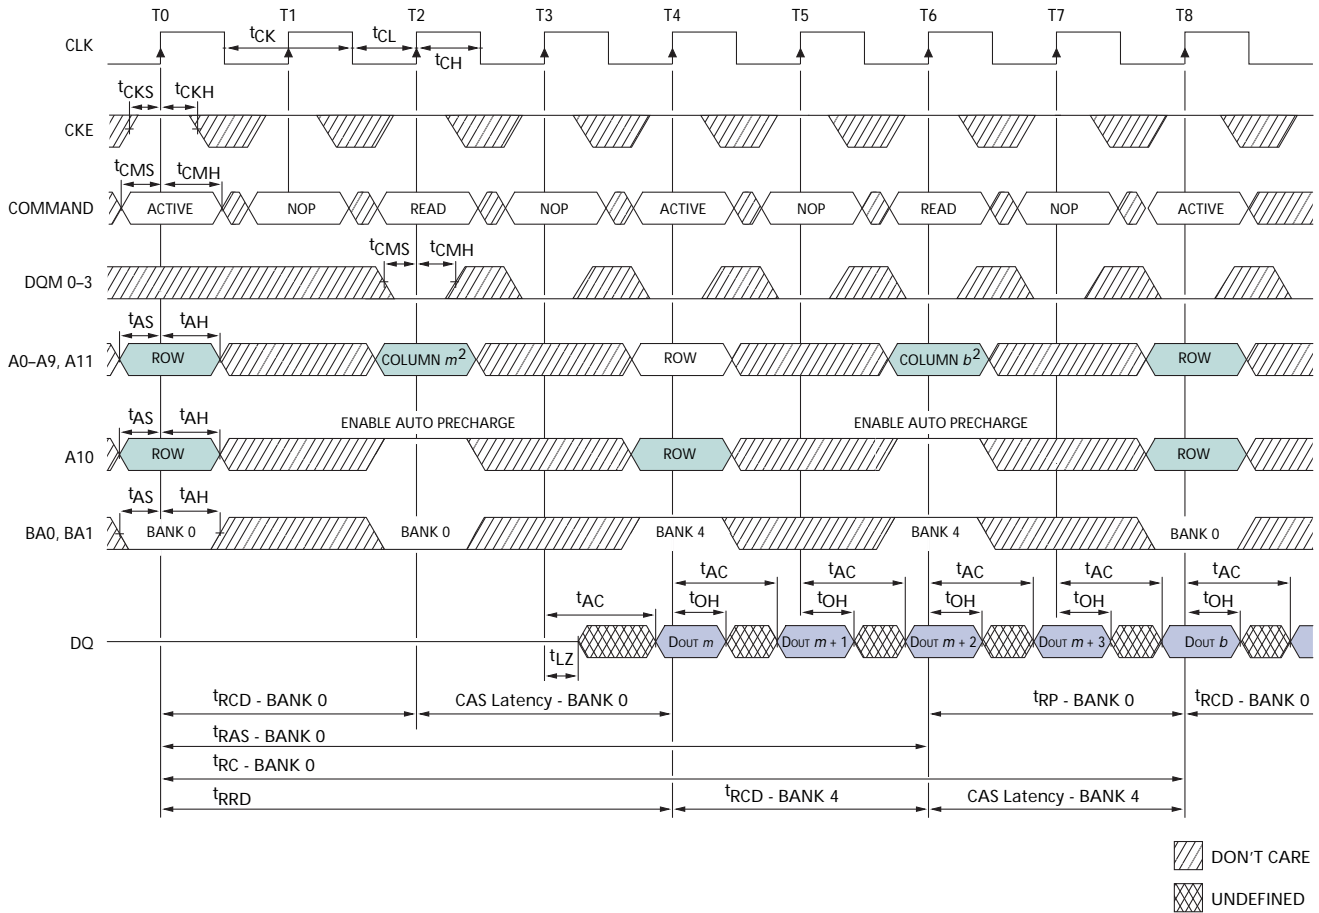 T0 T1 T2 T3 T4 T5 T6 T7 T8
CLK tCK tCL tCH
tCKS tCKH
CKE
tCMS tCMH
COMMAND ACTIVE NOP READ NOP ACTIVE NOP READ NOP ACTIVE
tCMS tCMH
DQM 0–3
tAS tAH
A0–A9, A11 ROW COLUMN m2 ROW COLUMN b2 ROW
tAS tAH ENABLE AUTO PRECHARGE ENABLE AUTO PRECHARGE
A10 ROW ROW ROW
tAS tAH
BA0, BA1 BANK 0 BANK 0 BANK 4 BANK 4 BANK 0
tAC tAC tAC tAC tAC
tAC tOH tOH tOH tOH tOH
DQ DOUT m DOUT m + 1 DOUT m + 2 DOUT m + 3 DOUT b
tLZ
tRCD - BANK 0 CAS Latency - BANK 0 tRP - BANK 0 tRCD - BANK 0
tRAS - BANK 0
tRC - BANK 0
tRRD tRCD - BANK 4 CAS Latency - BANK 4
DON'T CARE
UNDEFINED